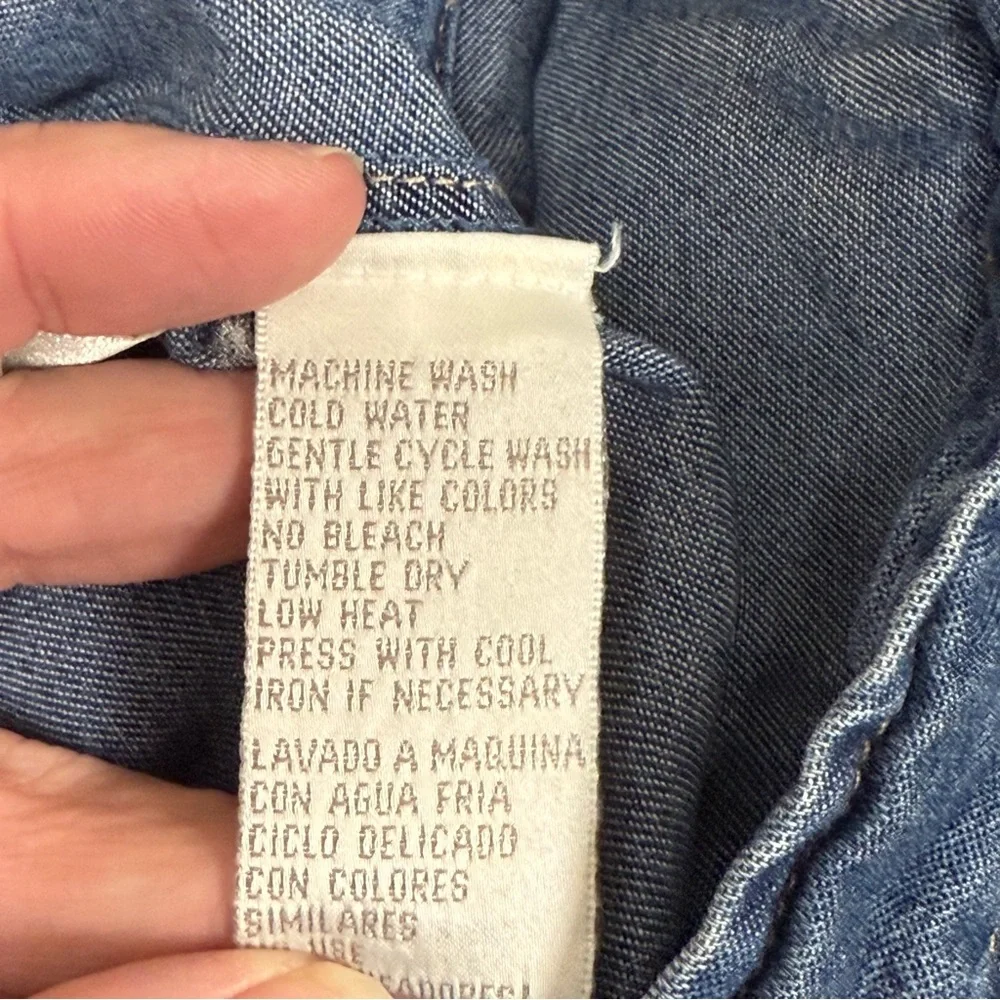 MACHINE WASH
COLD WATER
GENTLE CYCLE WASH
WITH LIKE COLORS
NO BLEACH
TUMBLE DRY
LOW HEAT
PRESS WITH COOL
IRON IF NECESSARY
LAVADO A MAQUINA
CON AGUA FRIA
CICLO DELICADO
CON COLORES
SIMILARES
USE